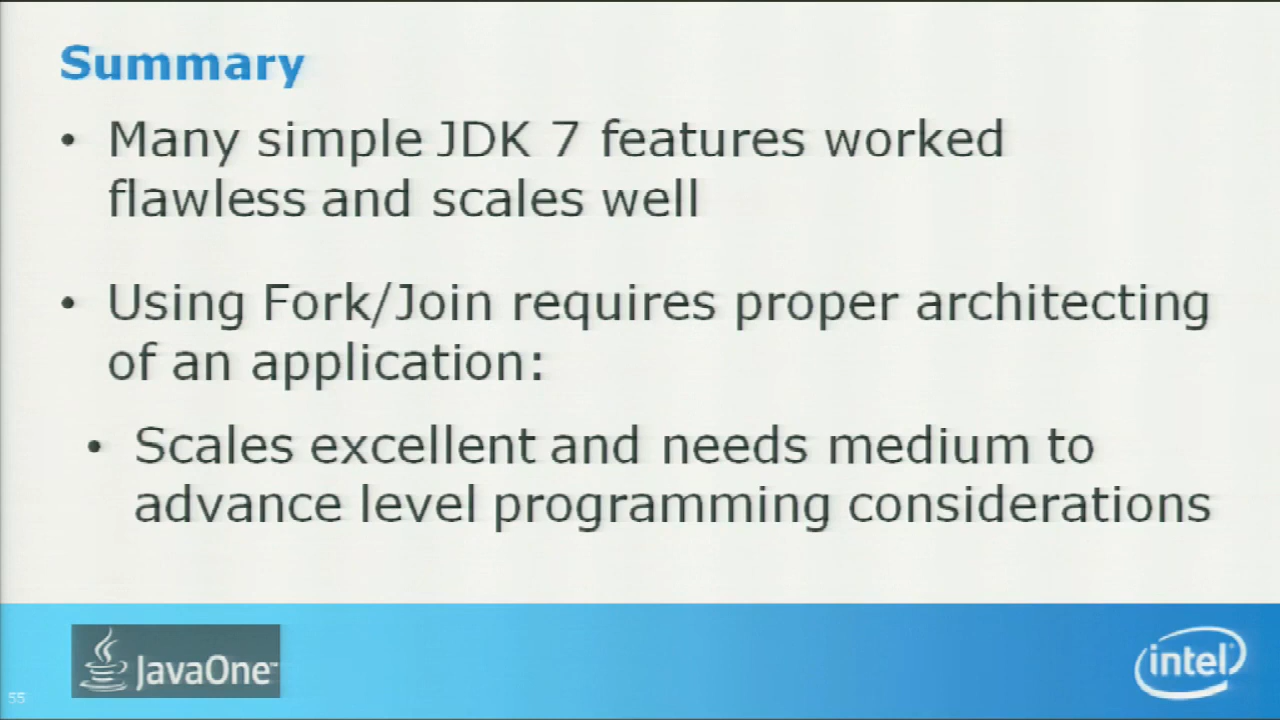 Summary
• Many simple JDK 7 features worked
flawless and scales well
• Using Fork/Join requires proper architecting
of an application:
• Scales excellent and needs medium to
advance level programming considerations
JavaOne™
intel
55